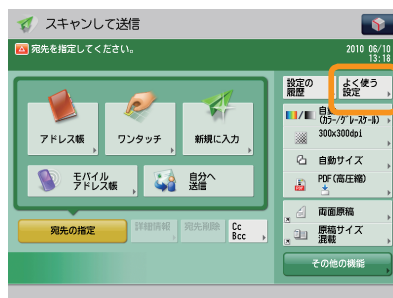 スキャンして送信
宛先を指定してください。
2010 06/10
13:18
設定の
履歴
よく使う
設定
アドレス帳
ワンタッチ
新規に入力
モバイル
アドレス帳
自分へ
送信
宛先の指定
詳細情報
宛先削除
Cc
Bcc
自動
(カラー/グレースケール)
300x300dpi
自動サイズ
PDF(高圧縮)
両面原稿
原稿サイズ
混載
その他の機能